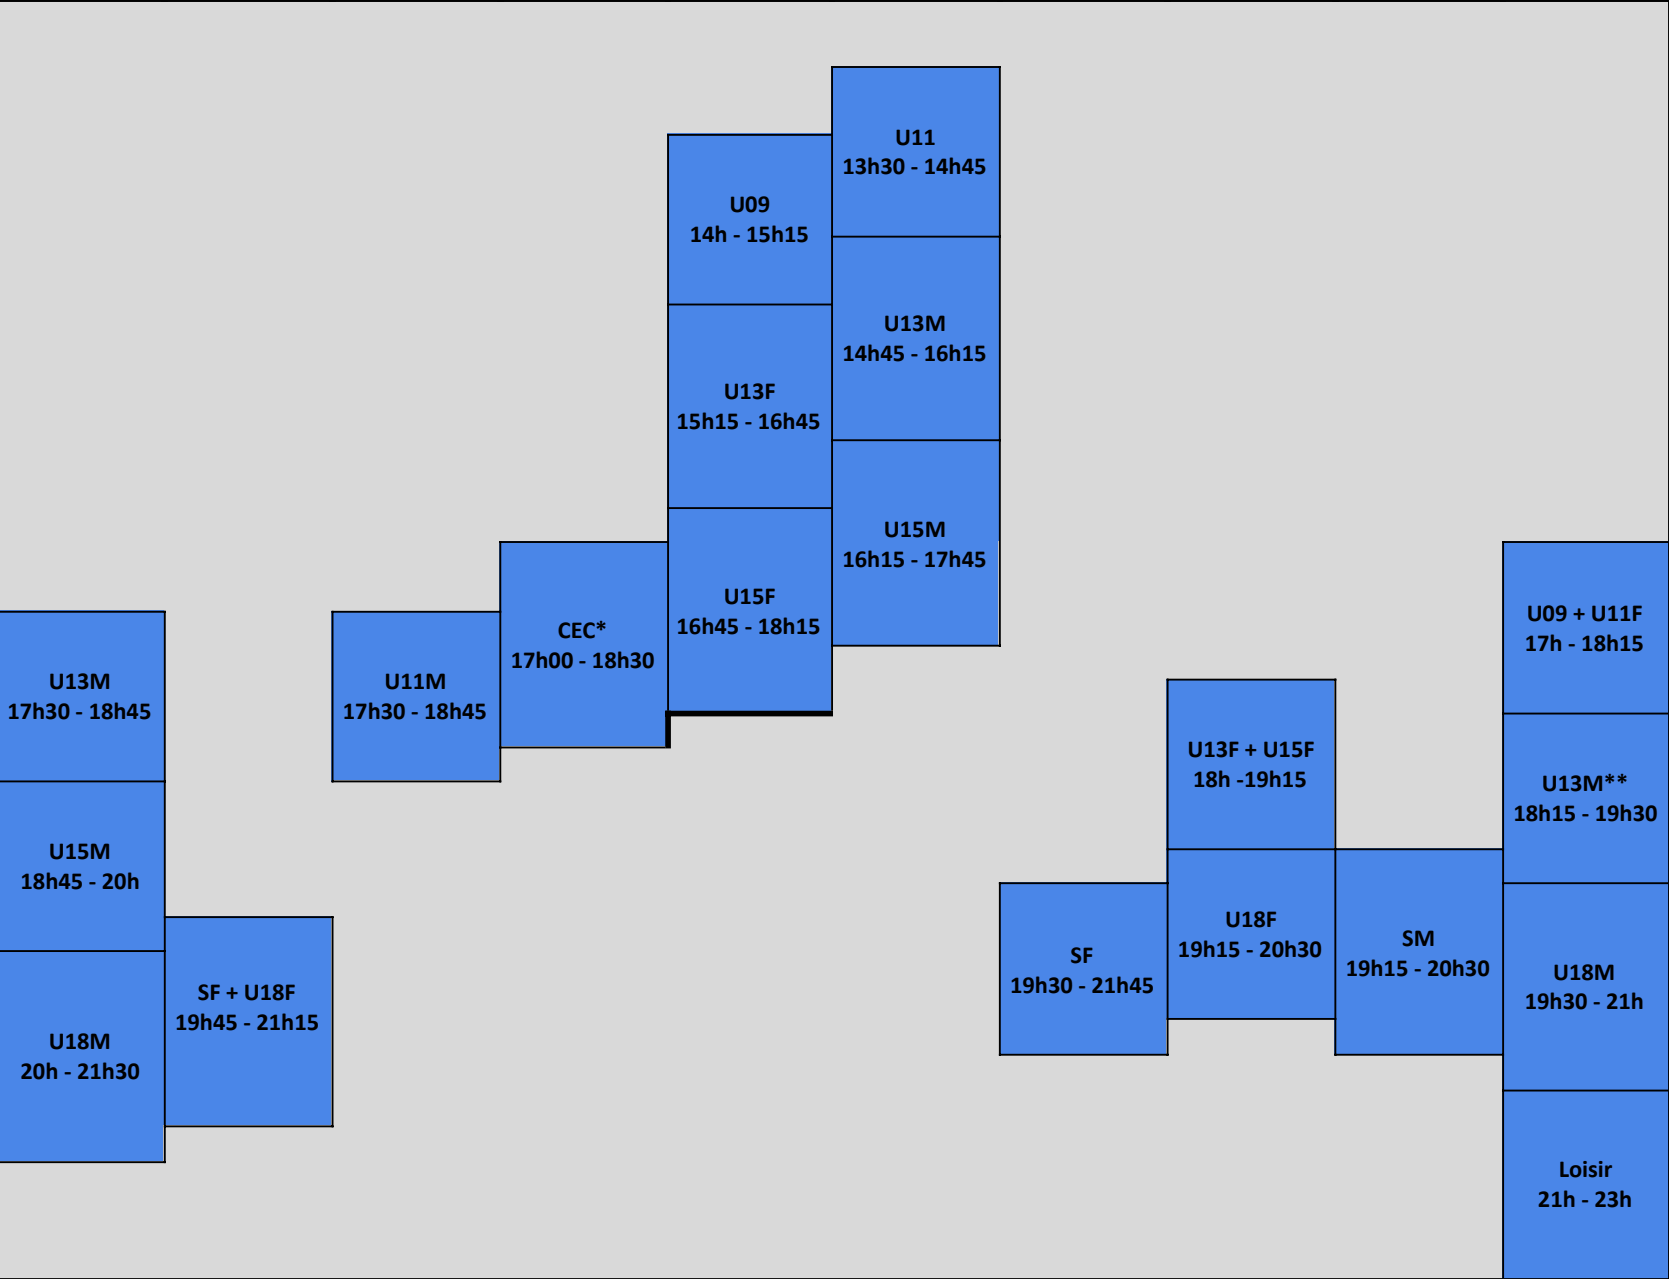 U11
13h30 - 14h45
U09
14h - 15h15
U13M
14h45 - 16h15
U13F
15h15 - 16h45
U15M
16h15 - 17h45
U15F
16h45 - 18h15
CEC*
17h00 - 18h30
U09 + U11F
17h - 18h15
U13M
17h30 - 18h45
U11M
17h30 - 18h45
U13F + U15F
18h -19h15
U13M**
18h15 - 19h30
U15M
18h45 - 20h
U18F
19h15 - 20h30
SM
19h15 - 20h30
SF
19h30 - 21h45
U18M
19h30 - 21h
SF + U18F
19h45 - 21h15
U18M
20h - 21h30
Loisir
21h - 23h